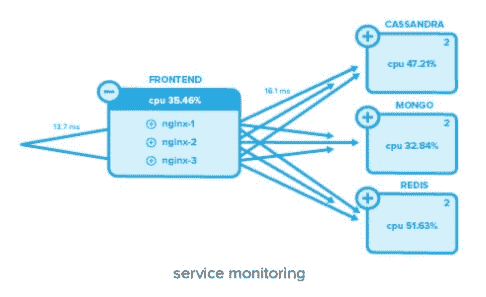 CASSANDRA
2
cpu 47.21%
FRONTEND
cpu 35.46%
13.7 ms
16.1 ms
nginx-1
nginx-2
nginx-3
MONGO
2
cpu 32.84%
REDIS
2
cpu 51.63%
service monitoring